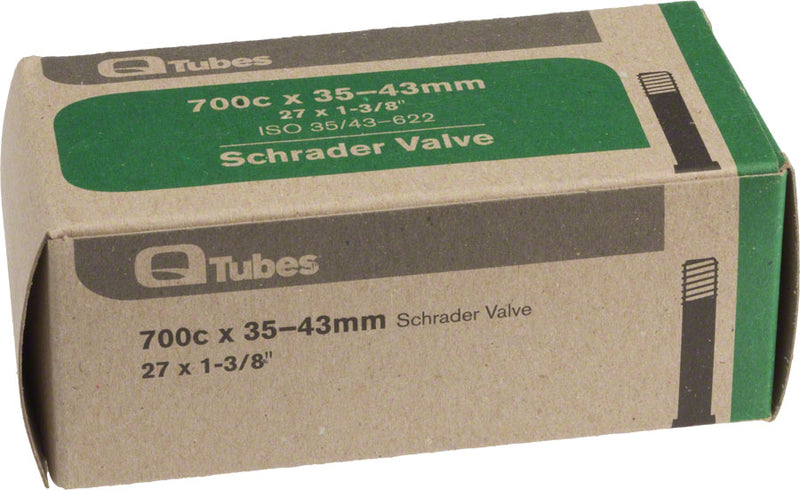 Q Tubes
700c x 35–43mm
27 x 1-3/8"
ISO 35/43–622
Schrader Valve
Q Tubes
700c x 35–43mm Schrader Valve
27 x 1-3/8"